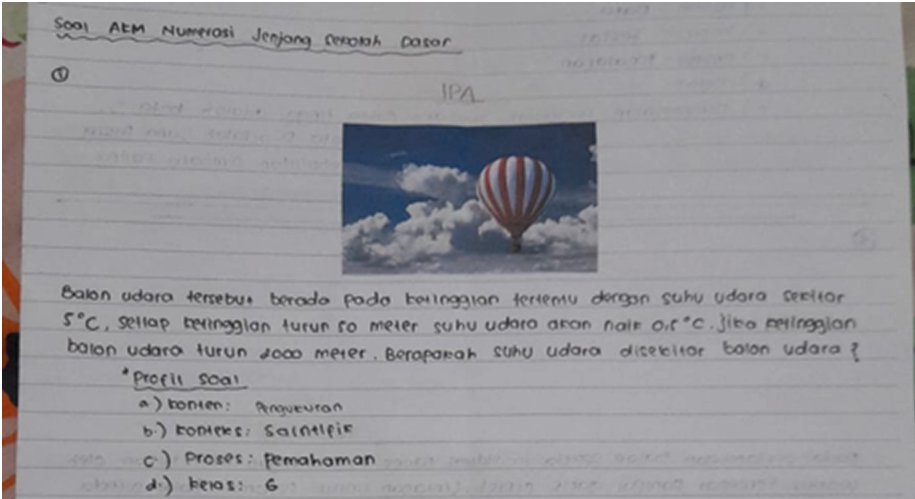 Soal AKM Numerasi Jenjang Sekolah Dasar
①
IPA
Balon udara tersebut berada pada ketinggian tertentu dengan suhu udara sekitar
5°C, setiap ketinggian turun 50 meter suhu udara akan naik 0,5°C. Jika ketinggian
balon udara turun 2000 meter. Berapakah suhu udara disekitar balon udara?
* Profil soal
a.) konten: Pengukuran
b.) konteks: Saintifik
c.) Proses: Pemahaman
d.) kelas: 6